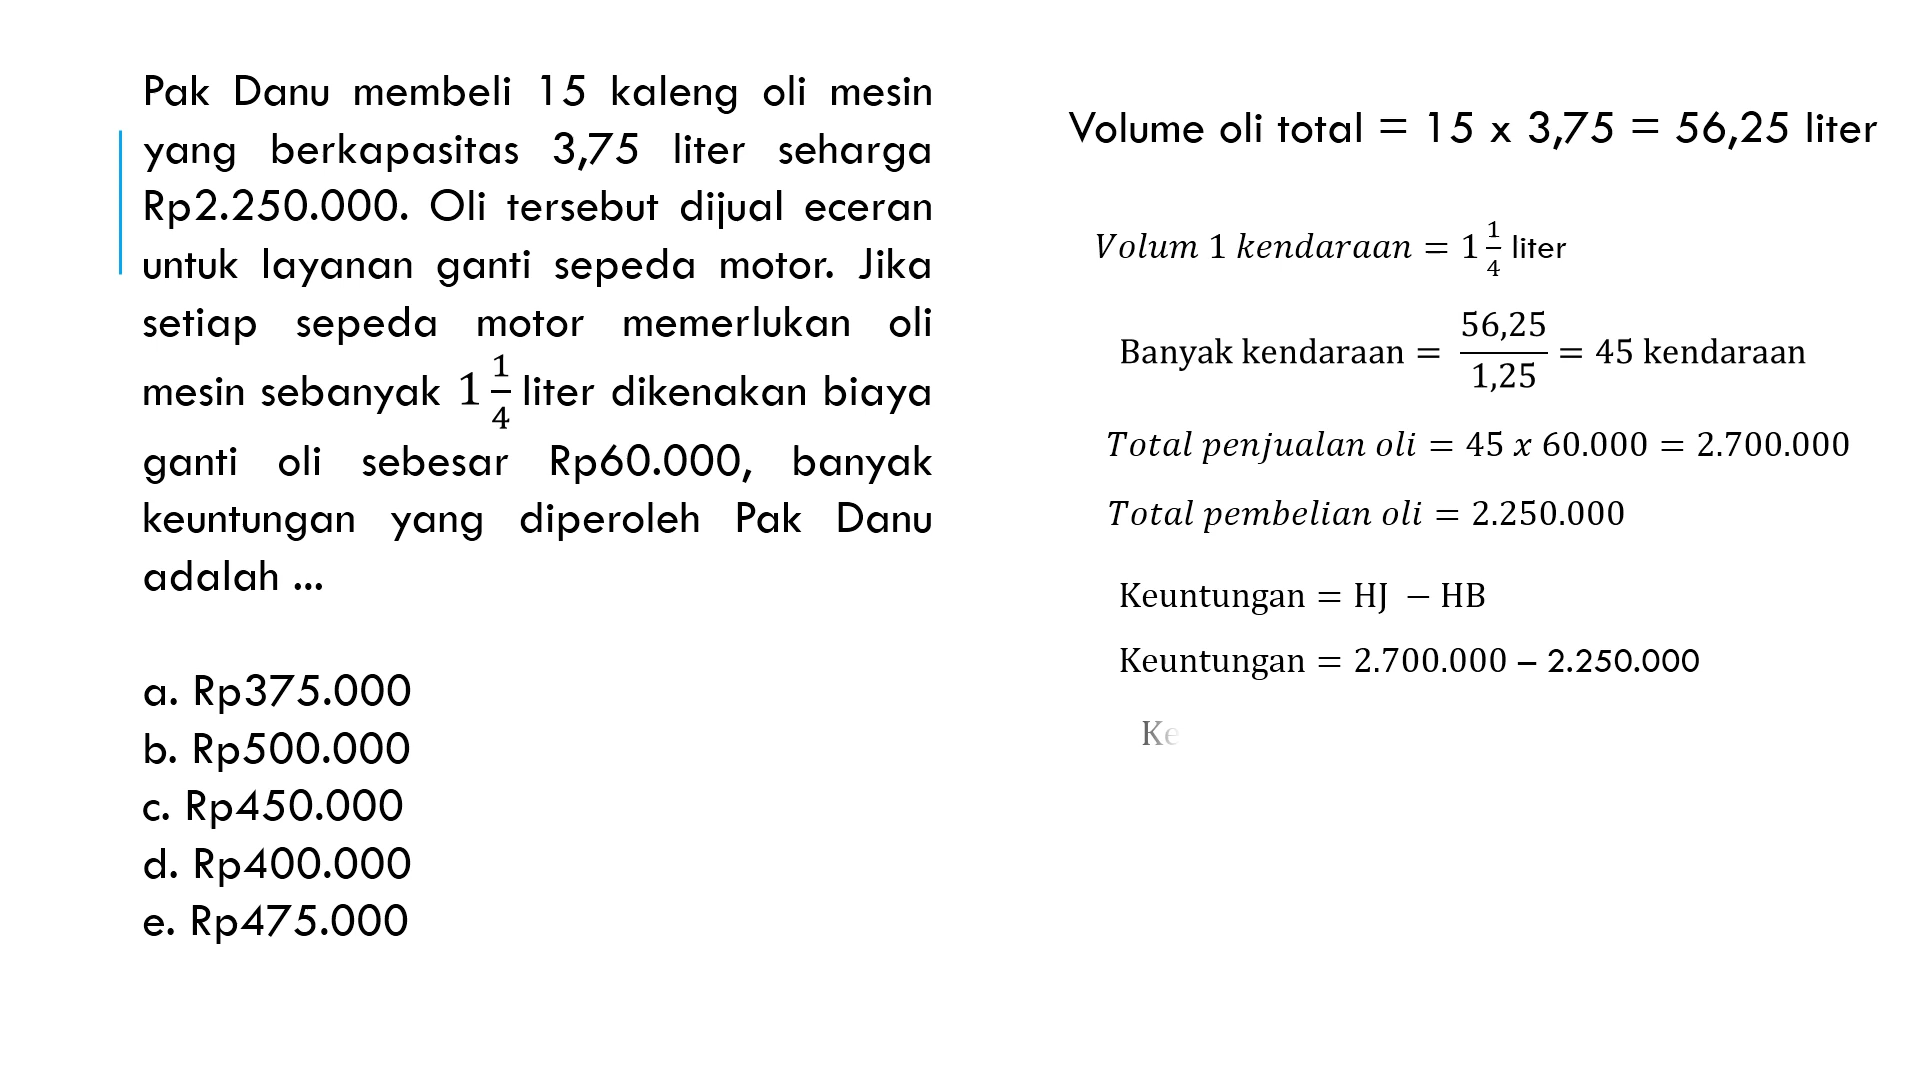 Pak Danu membeli 15 kaleng oli mesin
yang berkapasitas 3,75 liter seharga
Rp2.250.000. Oli tersebut dijual eceran
untuk layanan ganti sepeda motor. Jika
setiap sepeda motor memerlukan oli
mesin sebanyak 1 1/4 liter dikenakan biaya
ganti oli sebesar Rp60.000, banyak
keuntungan yang diperoleh Pak Danu
adalah ...
a. Rp375.000
b. Rp500.000
c. Rp450.000
d. Rp400.000
e. Rp475.000
Volume oli total = 15 x 3,75 = 56,25 liter
Volum 1 kendaraan = 1 1/4 liter
Banyak kendaraan = 56,25/1,25 = 45 kendaraan
Total penjualan oli = 45 x 60.000 = 2.700.000
Total pembelian oli = 2.250.000
Keuntungan = HJ − HB
Keuntungan = 2.700.000 – 2.250.000
Ke